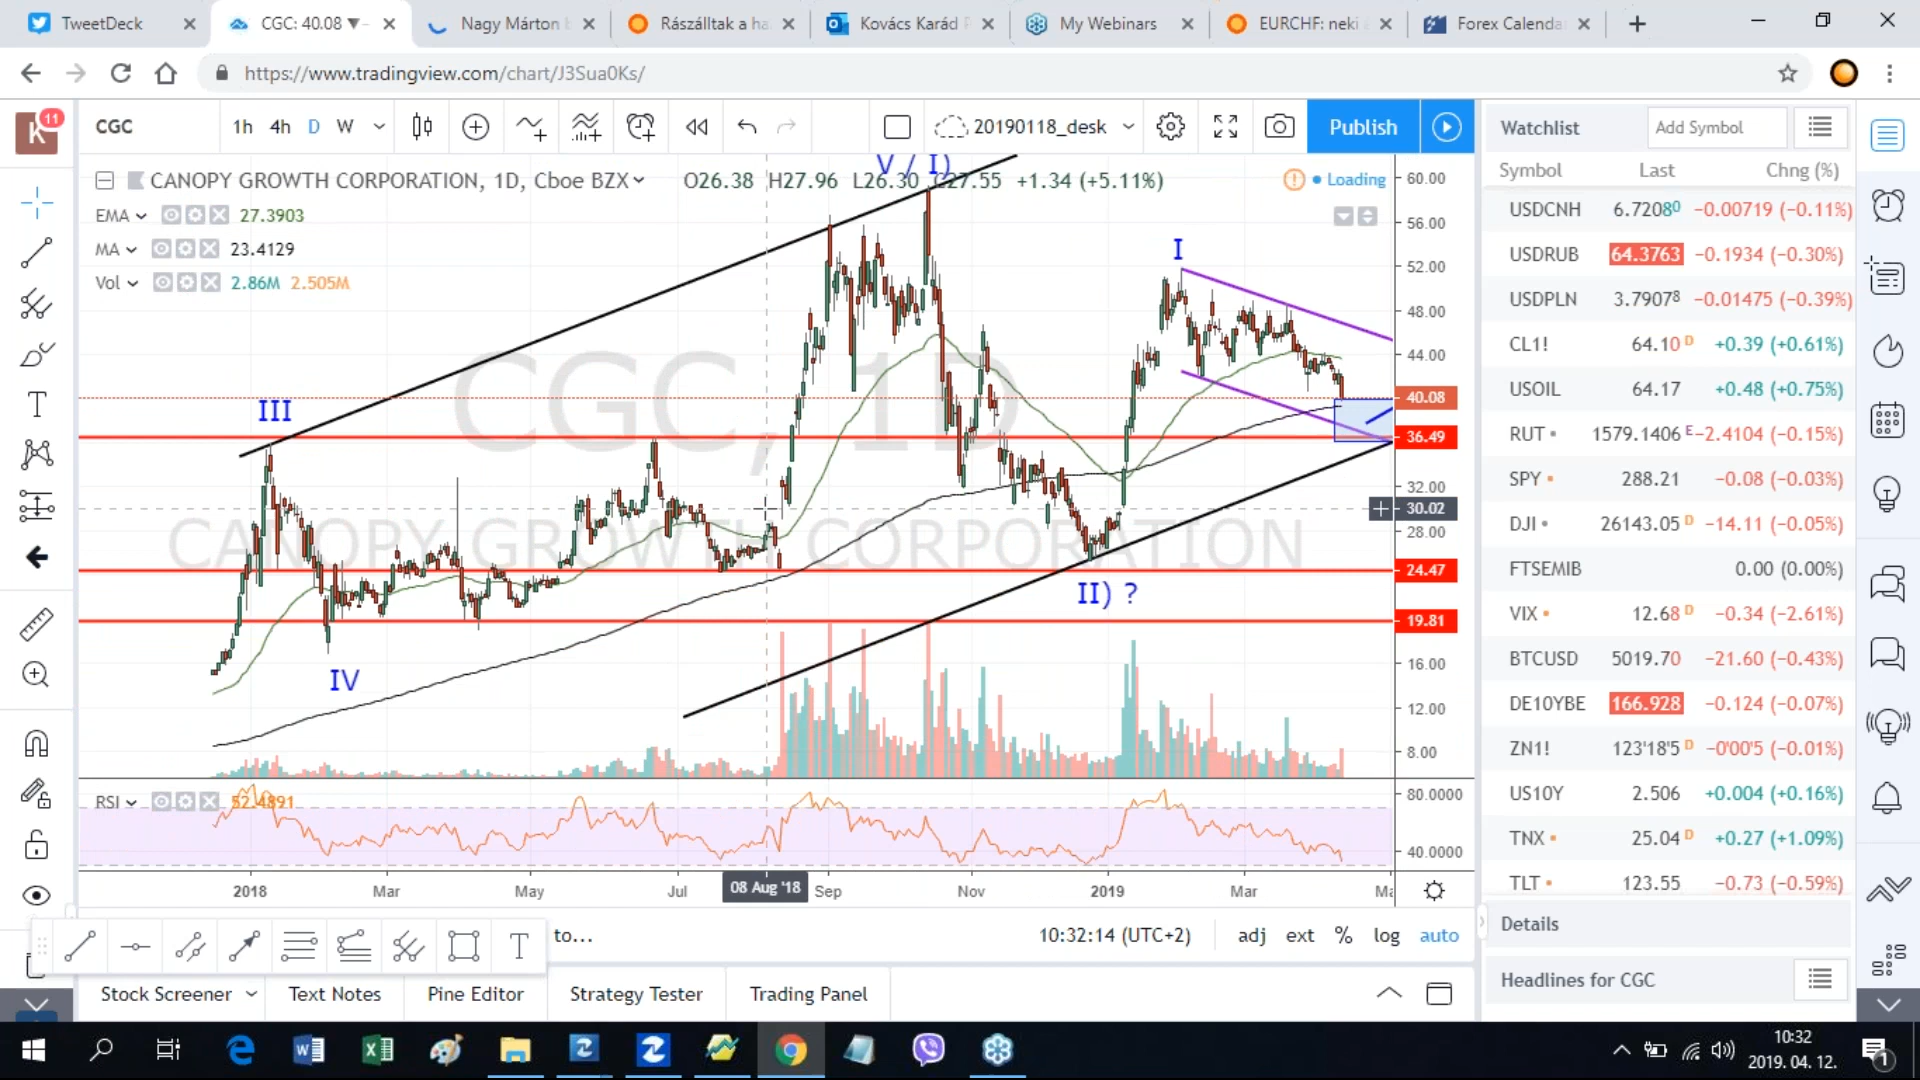 TweetDeck
CGC: 40.08 ▼
Nagy Márton
Rászálltak a ha
Kovács Karád
My Webinars
EURCHF: neki
Forex Calenda
https://www.tradingview.com/chart/J3Sua0Ks/
K 11
CGC 1h 4h D W
20190118_desk
Publish
CANOPY GROWTH CORPORATION, 1D, Cboe BZX O26.38 H27.96 L26.30 C27.55 +1.34 (+5.11%)
Loading
EMA 27.3903
MA 23.4129
Vol 2.86M 2.505M
V / I)
I
III
IV
II) ?
CGC, 1D
CANOPY GROWTH CORPORATION
60.00
56.00
52.00
48.00
44.00
40.08
36.49
32.00
30.02
28.00
24.47
19.81
16.00
12.00
8.00
RSI 52.4891
80.0000
40.0000
2018 Mar May Jul 08 Aug '18 Sep Nov 2019 Mar Ma
to...
10:32:14 (UTC+2) adj ext % log auto
Stock Screener Text Notes Pine Editor Strategy Tester Trading Panel
Watchlist Add Symbol
Symbol Last Chng (%)
USDCNH 6.72080 −0.00719 (−0.11%)
USDRUB 64.3763 −0.1934 (−0.30%)
USDPLN 3.79078 −0.01475 (−0.39%)
CL1! 64.10 D +0.39 (+0.61%)
USOIL 64.17 +0.48 (+0.75%)
RUT 1579.1406 E −2.4104 (−0.15%)
SPY 288.21 −0.08 (−0.03%)
DJI 26143.05 D −14.11 (−0.05%)
FTSEMIB 0.00 (0.00%)
VIX 12.68 D −0.34 (−2.61%)
BTCUSD 5019.70 −21.60 (−0.43%)
DE10YBE 166.928 −0.124 (−0.07%)
ZN1! 123'18'5 D −0'00'5 (−0.01%)
US10Y 2.506 +0.004 (+0.16%)
TNX 25.04 D +0.27 (+1.09%)
TLT 123.55 −0.73 (−0.59%)
Details
Headlines for CGC
10:32
2019. 04. 12.
1